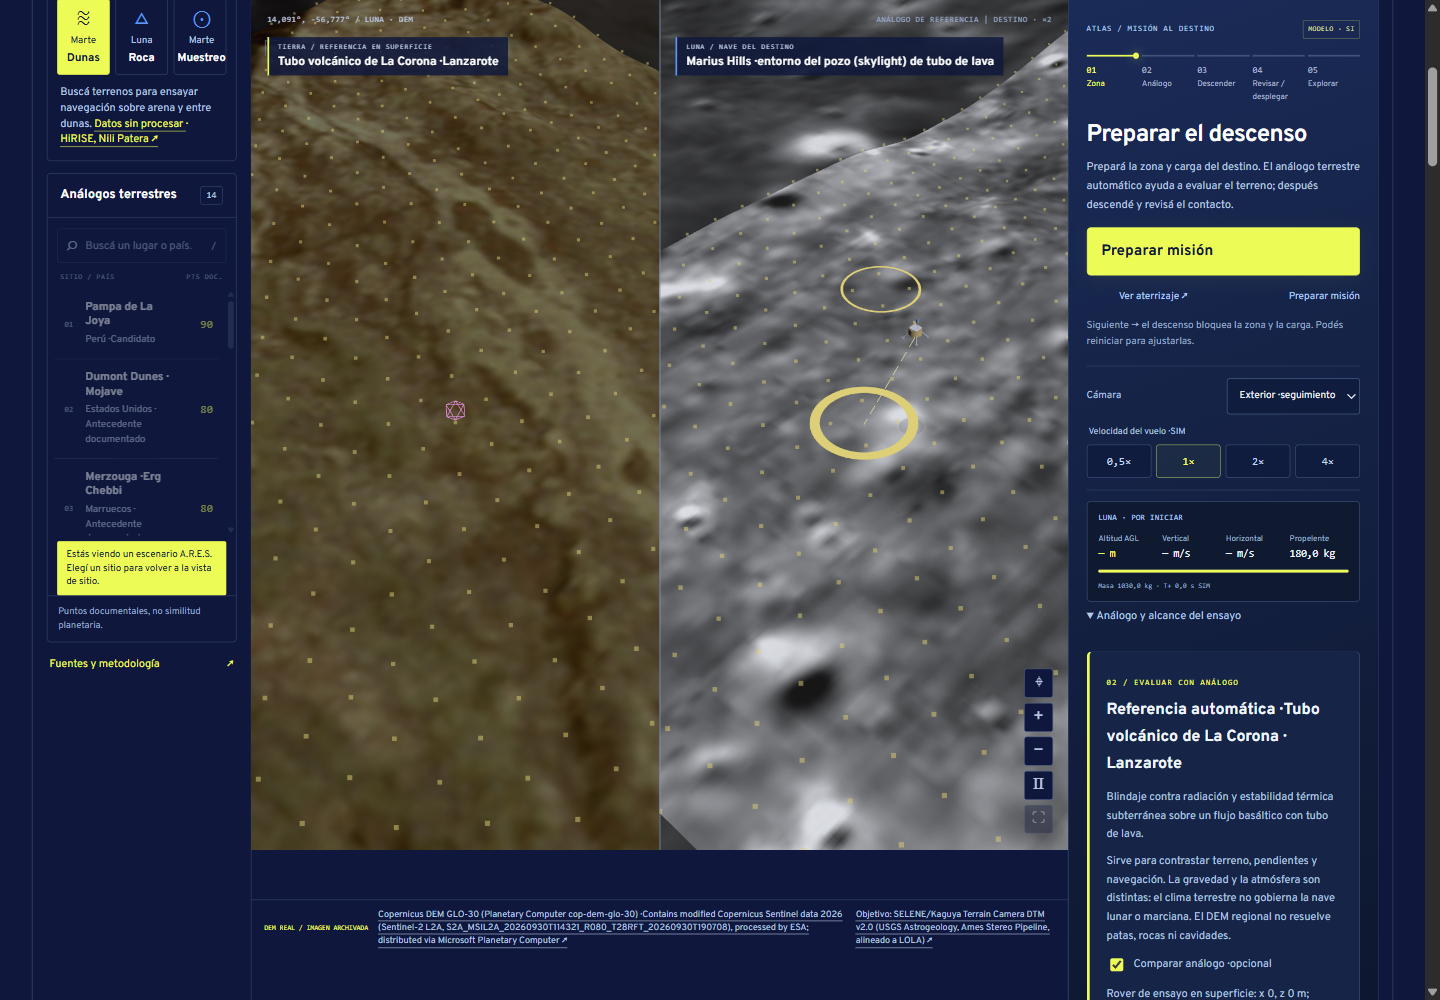 Marte
Dunas
Luna
Roca
Marte
Muestreo
Buscá terrenos para ensayar
navegación sobre arena y entre
dunas. Datos sin procesar ·
HiRISE, Nili Patera ↗
Análogos terrestres
14
Buscá un lugar o país.
/
SITIO / PAÍS
PTS DOC.
01
Pampa de La
Joya
Perú ·Candidato
90
02
Dumont Dunes ·
Mojave
Estados Unidos ·
Antecedente
documentado
80
03
Merzouga ·Erg
Chebbi
Marruecos ·
Antecedente
80
Estás viendo un escenario A.R.E.S.
Elegí un sitio para volver a la vista
de sitio.
Puntos documentales, no similitud
planetaria.
Fuentes y metodología ↗
14,091°, -56,777° / LUNA · DEM
TIERRA / REFERENCIA EN SUPERFICIE
Tubo volcánico de La Corona ·Lanzarote
ANÁLOGO DE REFERENCIA | DESTINO · ×2
LUNA / NAVE DEL DESTINO
Marius Hills ·entorno del pozo (skylight) de tubo de lava
DEM REAL / IMAGEN ARCHIVADA
Copernicus DEM GLO-30 (Planetary Computer cop-dem-glo-30) ·Contains modified Copernicus Sentinel data 2026
(Sentinel-2 L2A, S2A_MSIL2A_20260930T114321_R080_T28RFT_20260930T190708), processed by ESA;
distributed via Microsoft Planetary Computer ↗
Objetivo: SELENE/Kaguya Terrain Camera DTM
v2.0 (USGS Astrogeology, Ames Stereo Pipeline,
alineado a LOLA) ↗
ATLAS / MISIÓN AL DESTINO
MODELO · SI
01
Zona
02
Análogo
03
Descender
04
Revisar /
desplegar
05
Explorar
Preparar el descenso
Prepará la zona y carga del destino. El análogo terrestre
automático ayuda a evaluar el terreno; después
descendé y revisá el contacto.
Preparar misión
Ver aterrizaje ↗
Preparar misión
Siguiente → el descenso bloquea la zona y la carga. Podés
reiniciar para ajustarlas.
Cámara
Exterior ·seguimiento
Velocidad del vuelo ·SIM
0,5×
1×
2×
4×
LUNA · POR INICIAR
Altitud AGL
Vertical
Horizontal
Propelente
— m
— m/s
— m/s
180,0 kg
Masa 1030,0 kg · T+ 0,0 s SIM
▼ Análogo y alcance del ensayo
02 / EVALUAR CON ANÁLOGO
Referencia automática ·Tubo
volcánico de La Corona ·
Lanzarote
Blindaje contra radiación y estabilidad térmica
subterránea sobre un flujo basáltico con tubo
de lava.
Sirve para contrastar terreno, pendientes y
navegación. La gravedad y la atmósfera son
distintas: el clima terrestre no gobierna la nave
lunar o marciana. El DEM regional no resuelve
patas, rocas ni cavidades.
Comparar análogo ·opcional
Rover de ensayo en superficie: x 0, z 0 m;